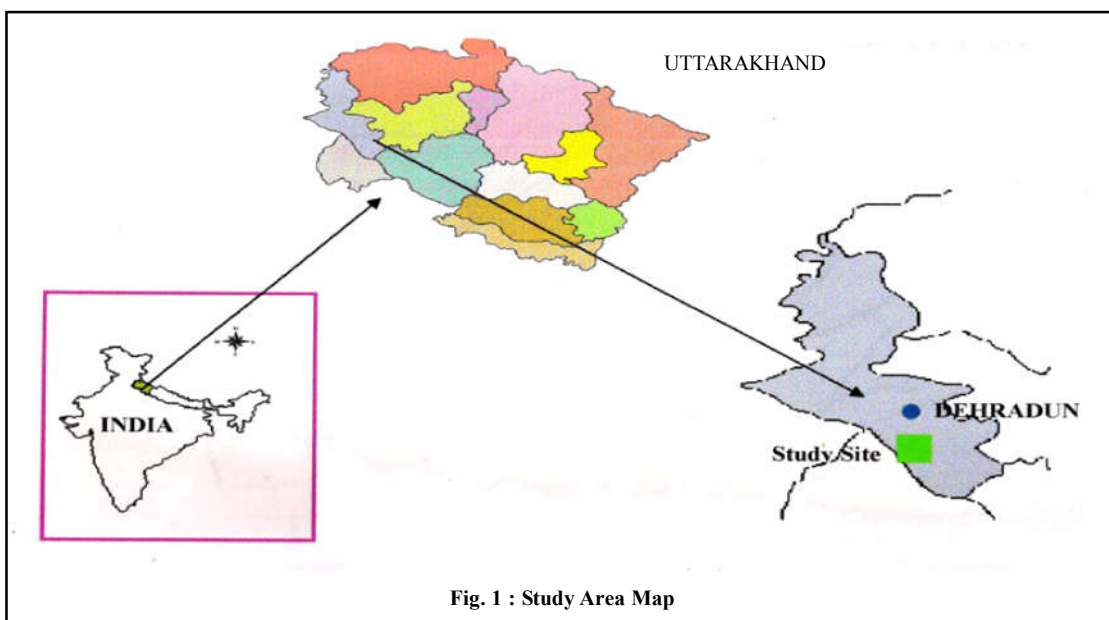 UTTARAKHAND
INDIA
DEHRADUN
Study Site
Fig. 1 : Study Area Map